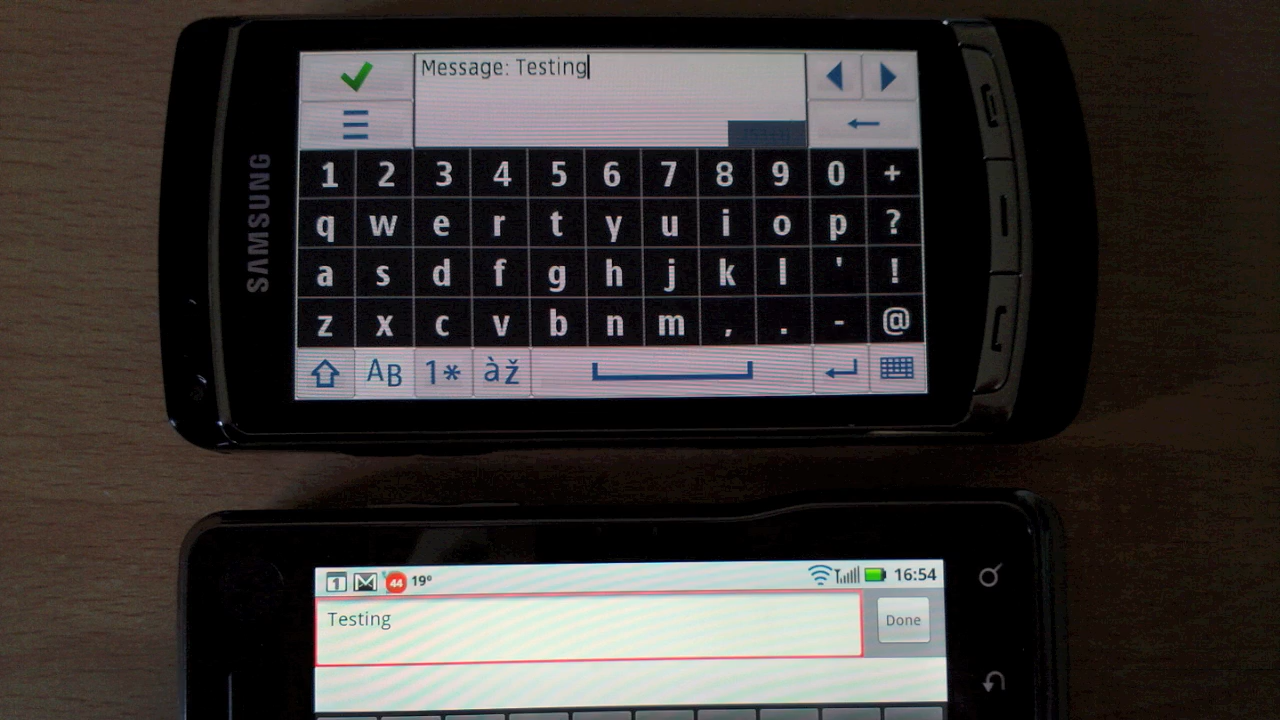 SAMSUNG
Message: Testing
1 2 3 4 5 6 7 8 9 0 +
q w e r t y u i o p ?
a s d f g h j k l ' !
z x c v b n m , . - @
AB 1* àž
1 44 19° 16:54
Testing
Done